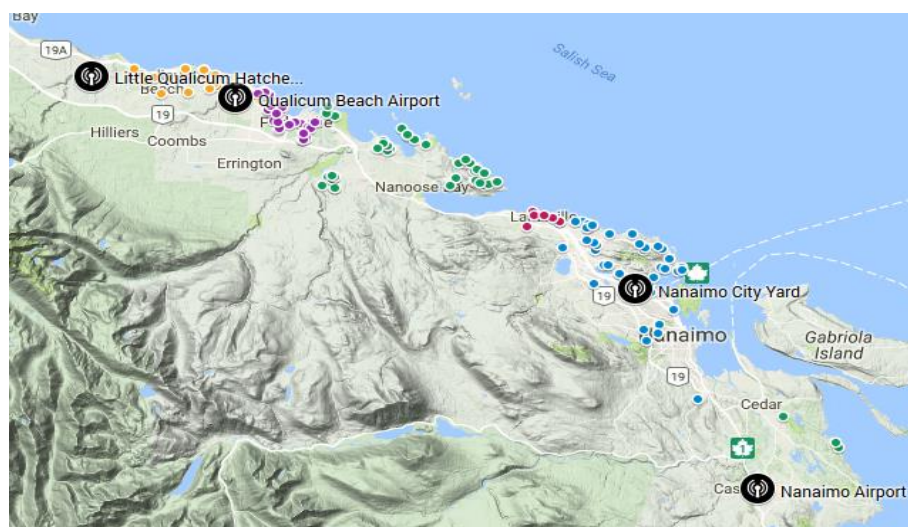 Bay
19A
Salish Sea
Little Qualicum Hatche...
Beach
Qualicum Beach Airport
19
Hilliers
Coombs
Errington
Nanoose Bay
19
Nanaimo City Yard
Nanaimo
Gabriola
Island
19
Cedar
1
Nanaimo Airport